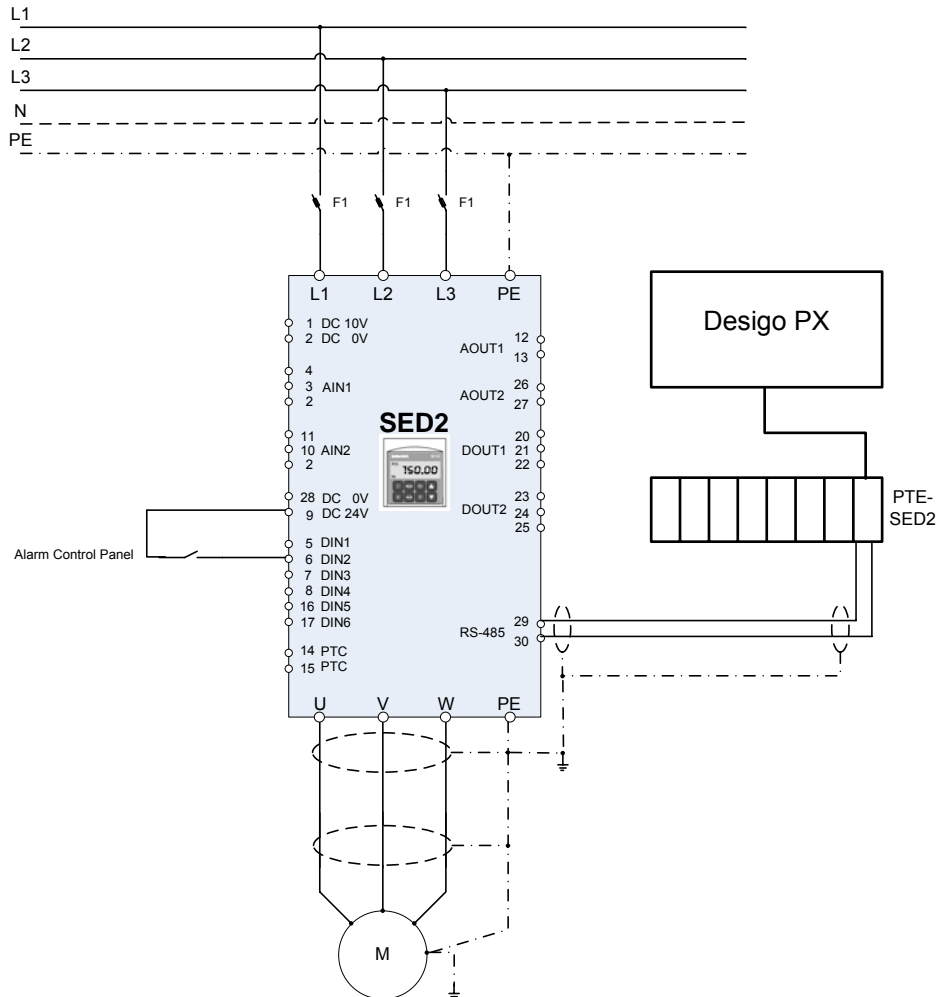 L1
L2
L3
N
PE
F1 F1 F1
L1 L2 L3 PE
1 DC 10V
2 DC 0V
4
3 AIN1
2
11
10 AIN2
2
28 DC 0V
9 DC 24V
5 DIN1
6 DIN2
7 DIN3
8 DIN4
16 DIN5
17 DIN6
14 PTC
15 PTC
Alarm Control Panel
SED2
750.00
12
AOUT1
13
26
AOUT2
27
20
DOUT1 21
22
23
DOUT2 24
25
29
RS-485
30
U V W PE
M
Desigo PX
PTE-
SED2